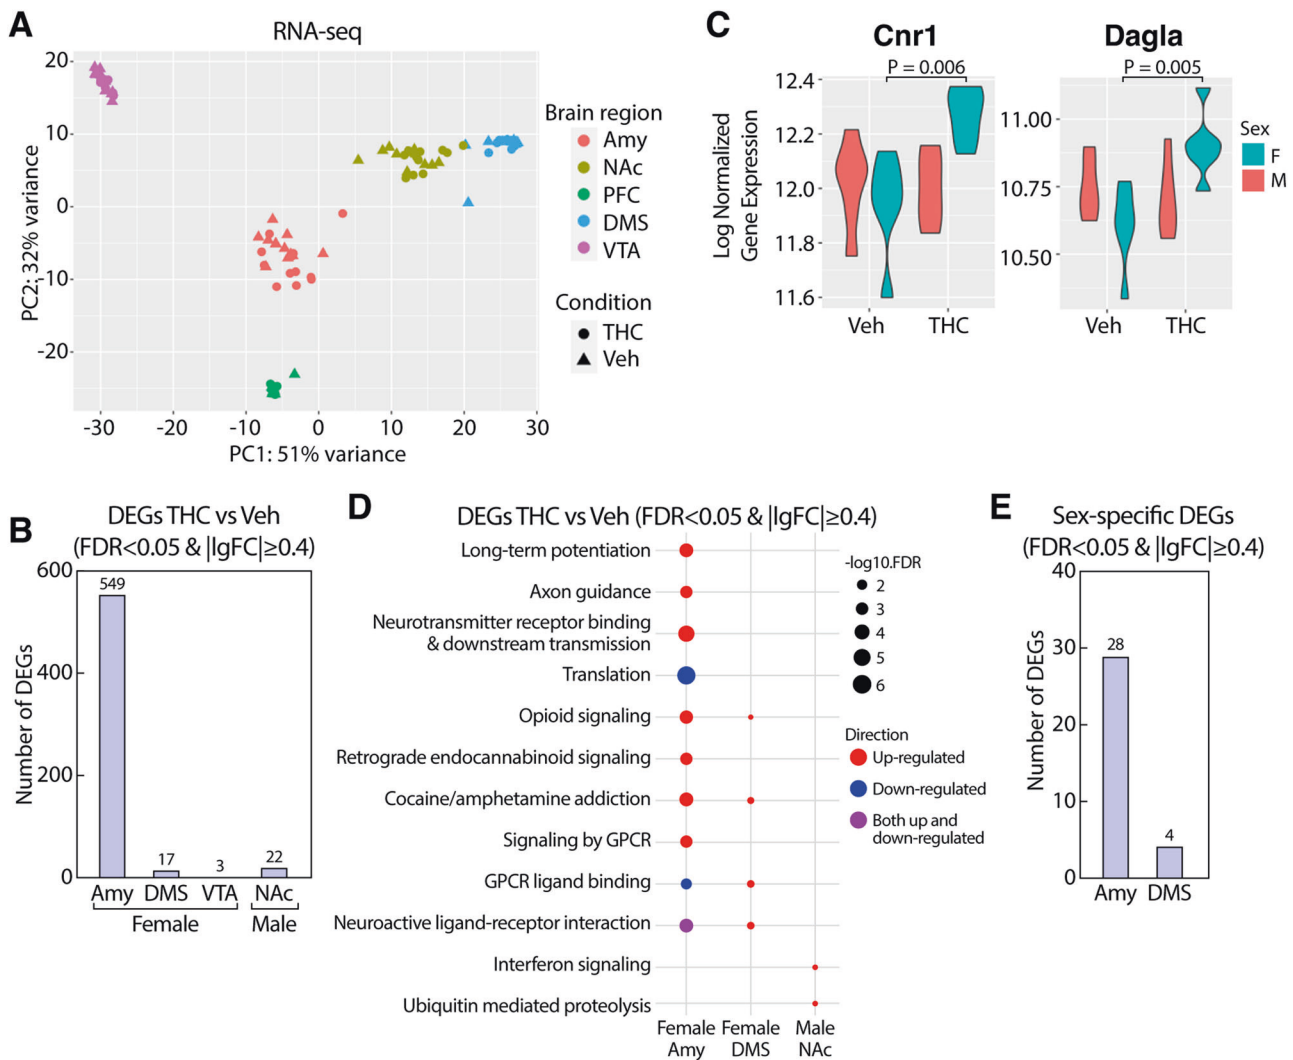 A
RNA-seq
PC2; 32% variance
20
10
0
-10
-20
-30
-20
-10
0
10
20
30
PC1: 51% variance
Brain region
Amy
NAc
PFC
DMS
VTA
Condition
THC
Veh
C
Cnr1
P = 0.006
Log Normalized
Gene Expression
12.4
12.2
12.0
11.8
11.6
Veh
THC
Dagla
P = 0.005
11.00
10.75
10.50
Veh
THC
Sex
F
M
B
DEGs THC vs Veh
(FDR<0.05 & |lgFC|≥0.4)
Number of DEGs
600
400
200
0
549
17
3
22
Amy
DMS
VTA
NAc
Female
Male
D
DEGs THC vs Veh (FDR<0.05 & |lgFC|≥0.4)
Long-term potentiation
Axon guidance
Neurotransmitter receptor binding
& downstream transmission
Translation
Opioid signaling
Retrograde endocannabinoid signaling
Cocaine/amphetamine addiction
Signaling by GPCR
GPCR ligand binding
Neuroactive ligand-receptor interaction
Interferon signaling
Ubiquitin mediated proteolysis
Female
Amy
Female
DMS
Male
NAc
-log10.FDR
2
3
4
5
6
Direction
Up-regulated
Down-regulated
Both up and
down-regulated
E
Sex-specific DEGs
(FDR<0.05 & |lgFC|≥0.4)
Number of DEGs
40
30
20
10
0
28
4
Amy
DMS